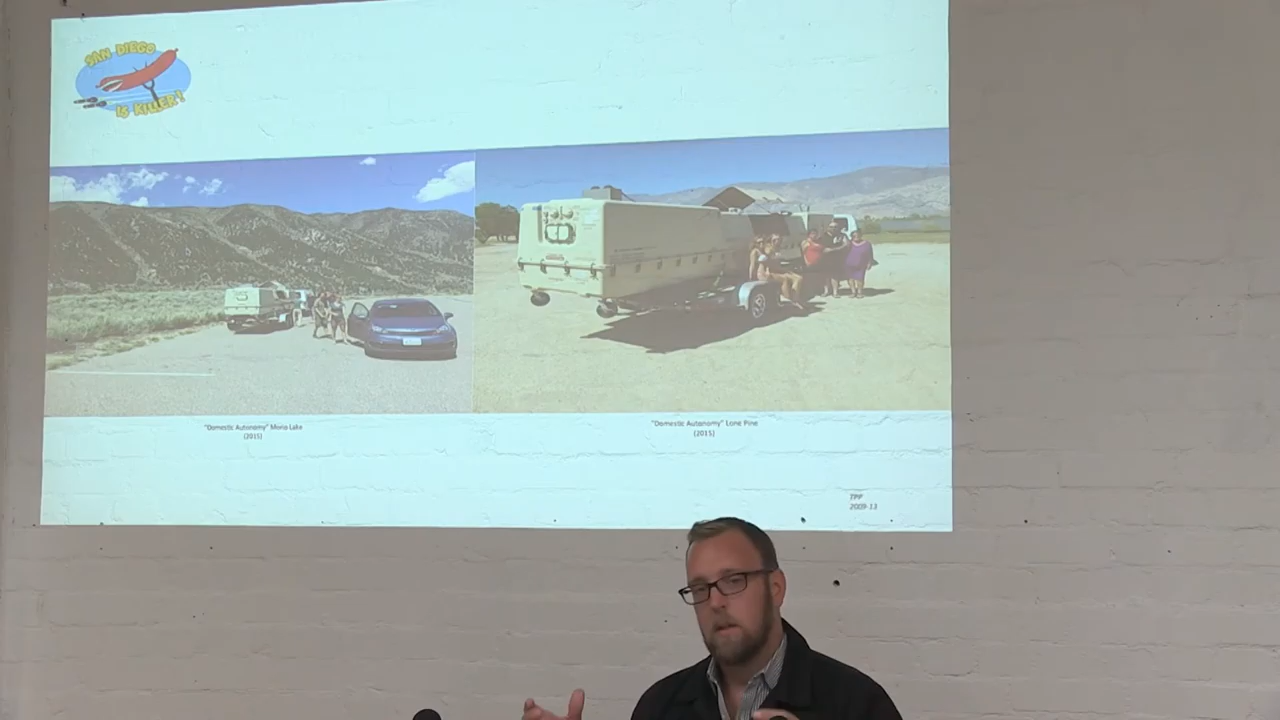 SAN DIEGO
IS KILLER!
"Domestic Autonomy" Mono Lake
(2015)
"Domestic Autonomy" Lone Pine
(2015)
TPP
2009-13